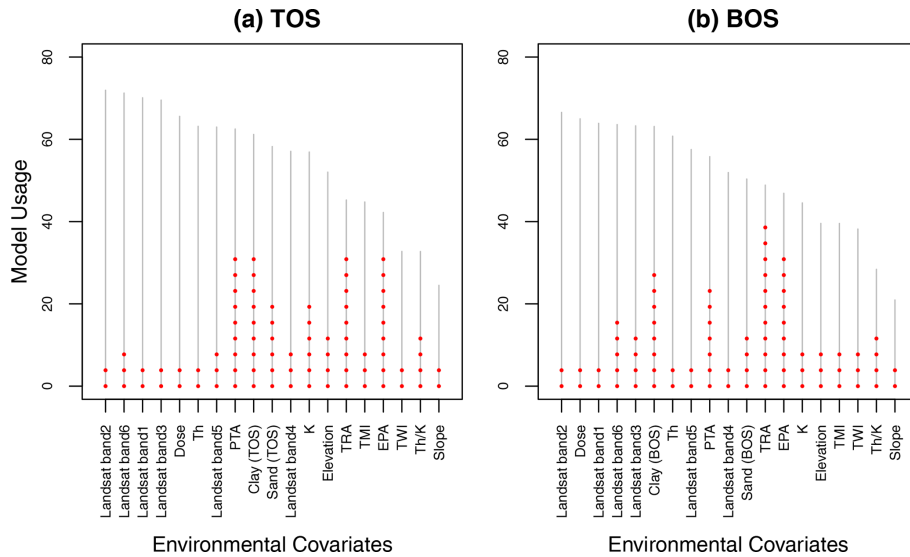 (a) TOS
Model Usage
80
60
40
20
0
Landsat band2
Landsat band6
Landsat band1
Landsat band3
Dose
Th
Landsat band5
PTA
Clay (TOS)
Sand (TOS)
Landsat band4
K
Elevation
TRA
TMI
EPA
TWI
Th/K
Slope
Environmental Covariates
(b) BOS
80
60
40
20
0
Landsat band2
Dose
Landsat band1
Landsat band6
Landsat band3
Clay (BOS)
Th
Landsat band5
PTA
Landsat band4
Sand (BOS)
TRA
EPA
K
Elevation
TMI
TWI
Th/K
Slope
Environmental Covariates